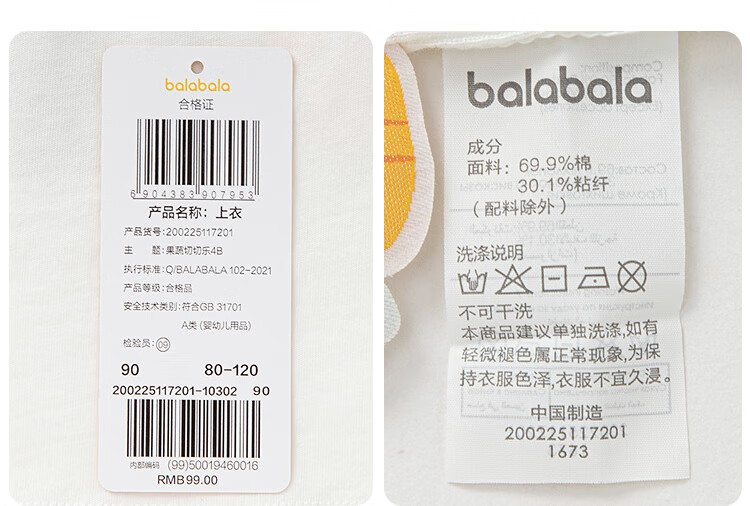 balabala
合格证
6 904383 907953
产品名称：上衣
产品货号：200225117201
主 题：果蔬切切乐4B
执行标准：Q/BALABALA 102-2021
产品等级：合格品
安全技术类别：符合GB 31701
A类 (婴幼儿用品)
检验员：09
90 80-120
200225117201-10302 90
内部编码 (99)50019460016
RMB99.00
balabala
成分
面料：69.9%棉
30.1%粘纤
（配料除外）
洗涤说明
不可干洗
本商品建议单独洗涤,如有
轻微褪色属正常现象,为保
持衣服色泽,衣服不宜久浸。
中国制造
200225117201
1673